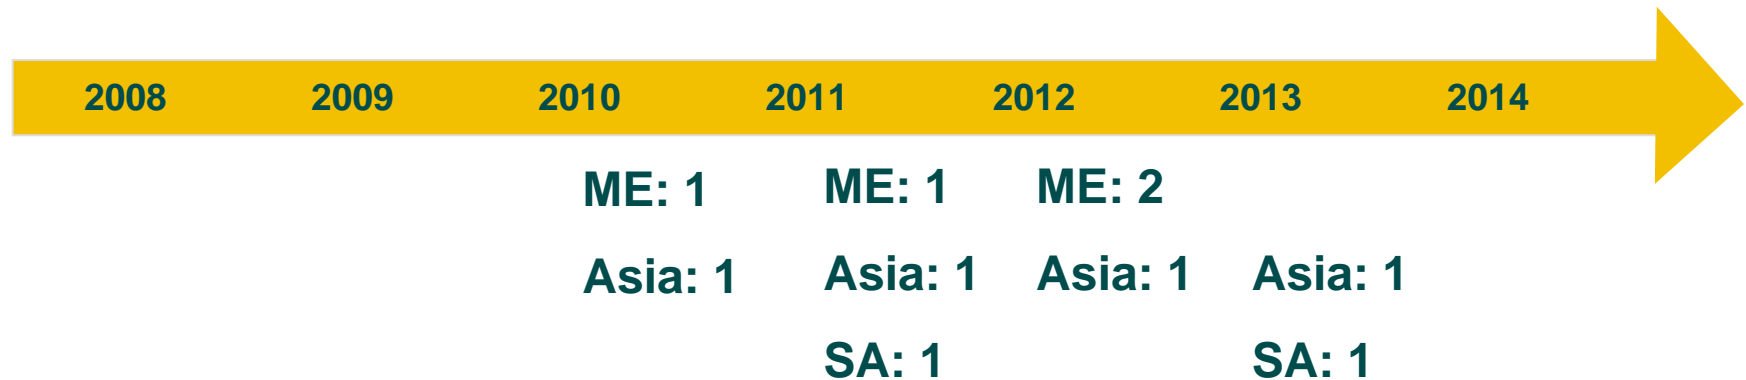 2008 2009 2010 2011 2012 2013 2014
ME: 1 ME: 1 ME: 2
Asia: 1 Asia: 1 Asia: 1 Asia: 1
SA: 1 SA: 1